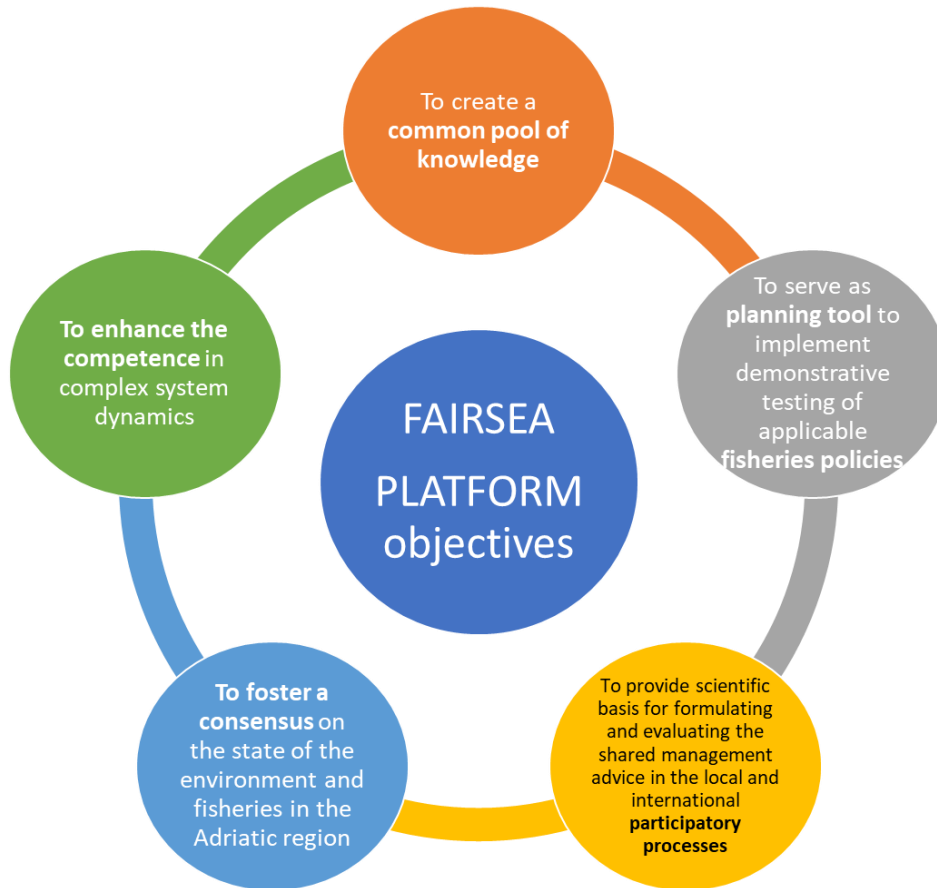 To create a
common pool of
knowledge
To serve as
planning tool to
implement
demonstrative
testing of
applicable
fisheries policies
To enhance the
competence in
complex system
dynamics
FAIRSEA
PLATFORM
objectives
To provide scientific
basis for formulating
and evaluating the
shared management
advice in the local and
international
participatory
processes
To foster a
consensus on
the state of the
environment and
fisheries in the
Adriatic region